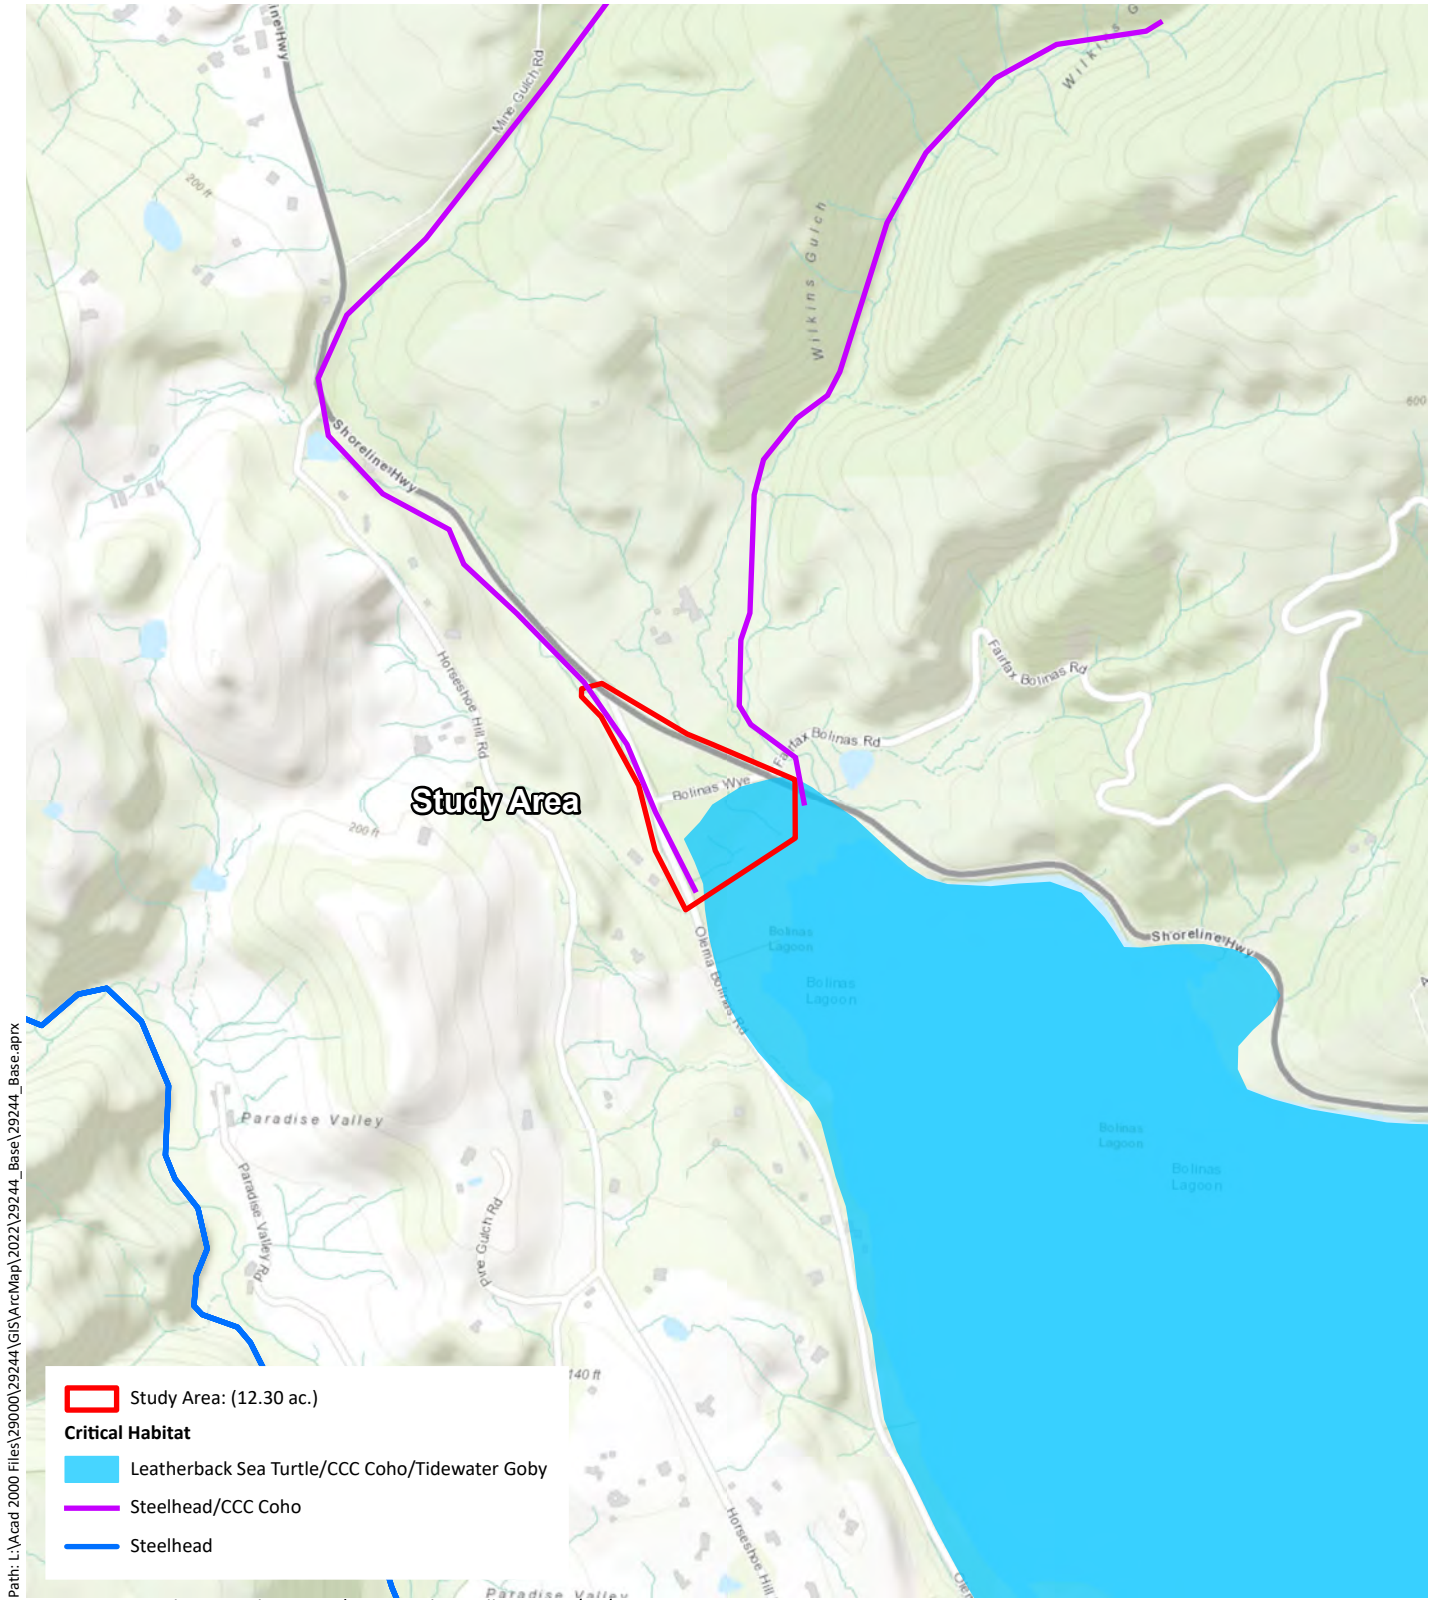 ine Hwy
Mine Gulch Rd
Wilkins G
200 ft
Wilkins Gulch
600
Shoreline Hwy
Fairfax Bolinas Rd
Horseshoe Hill Rd
Fairfax Bolinas Rd
Bolinas Wye
Study Area
200 ft
Bolinas
Lagoon
Shoreline Hwy
Olema Bolinas Rd
Bolinas
Lagoon
Paradise Valley
Bolinas
Lagoon
Paradise Valley Rd
Bolinas
Lagoon
Pine Gulch Rd
140 ft
Study Area: (12.30 ac.)
Critical Habitat
Leatherback Sea Turtle/CCC Coho/Tidewater Goby
Steelhead/CCC Coho
Steelhead
Horseshoe Hill
Oler
Paradise Valley
Path: L:\Acad 2000 Files\29000\29244\GIS\ArcMap\2022\29244_Base\29244_Base.aprx